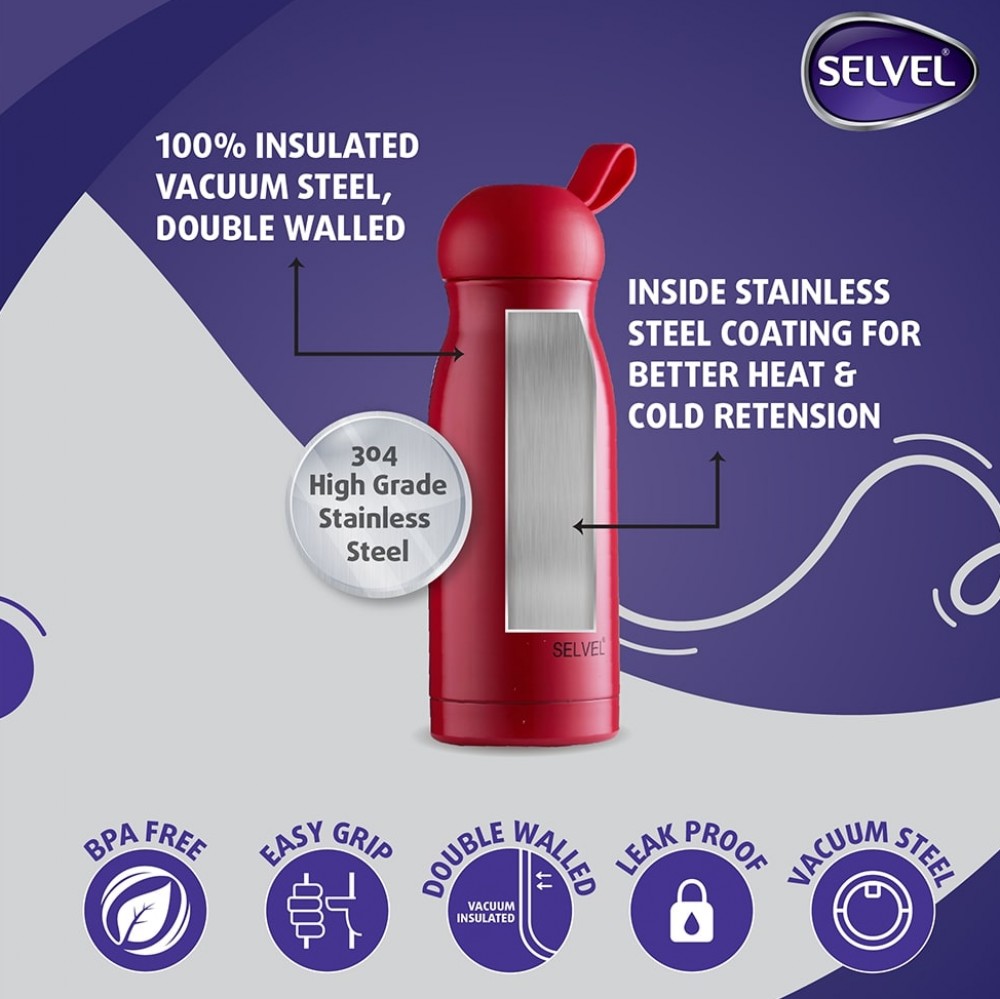 SELVEL®
100% INSULATED
VACUUM STEEL,
DOUBLE WALLED
INSIDE STAINLESS
STEEL COATING FOR
BETTER HEAT &
COLD RETENSION
304
High Grade
Stainless
Steel
SELVEL®
BPA FREE
EASY GRIP
DOUBLE WALLED
VACUUM
INSULATED
LEAK PROOF
VACUUM STEEL